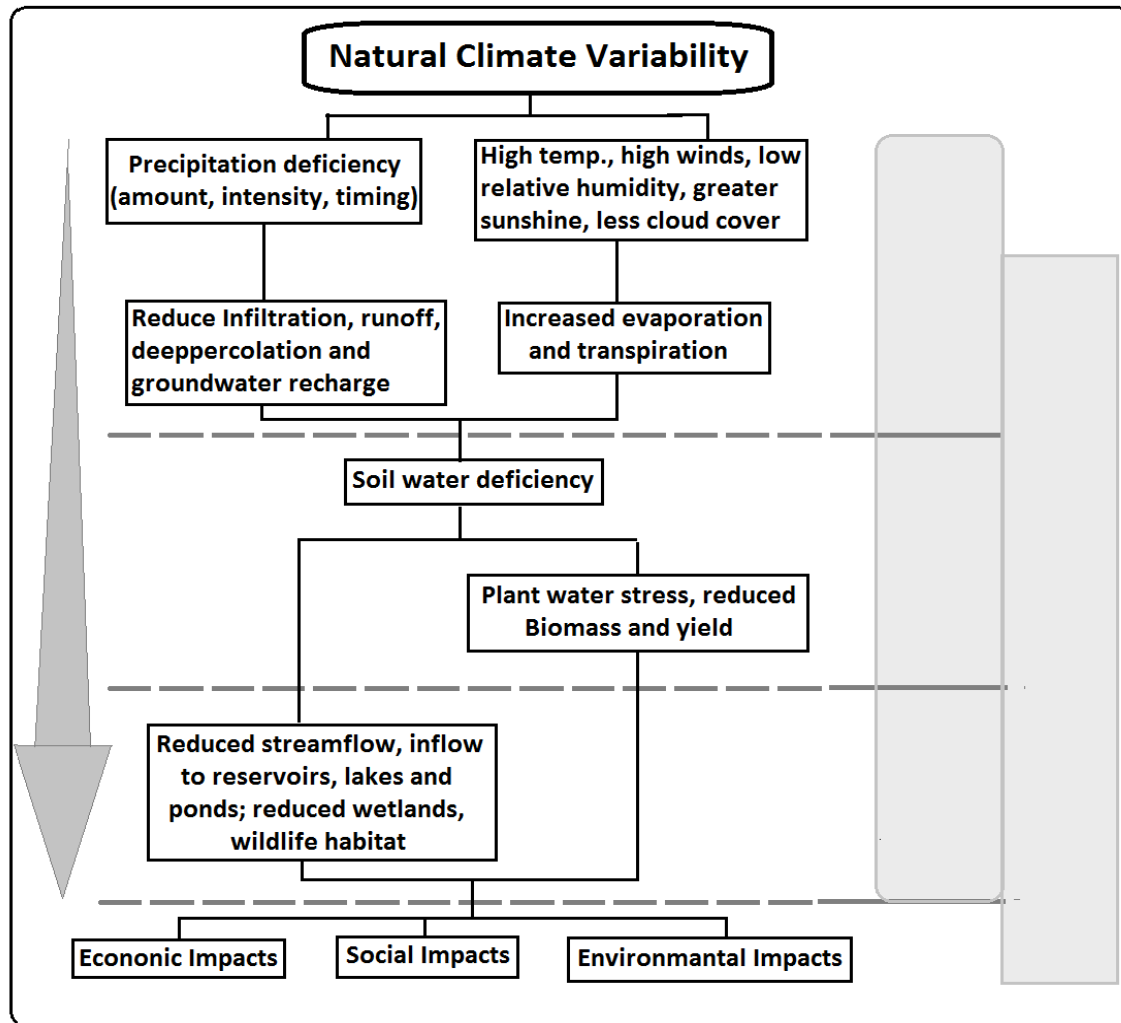 Natural Climate Variability
Precipitation deficiency
(amount, intensity, timing)
High temp., high winds, low
relative humidity, greater
sunshine, less cloud cover
Reduce Infiltration, runoff,
deeppercolation and
groundwater recharge
Increased evaporation
and transpiration
Soil water deficiency
Plant water stress, reduced
Biomass and yield
Reduced streamflow, inflow
to reservoirs, lakes and
ponds; reduced wetlands,
wildlife habitat
Econonic Impacts
Social Impacts
Environmantal Impacts